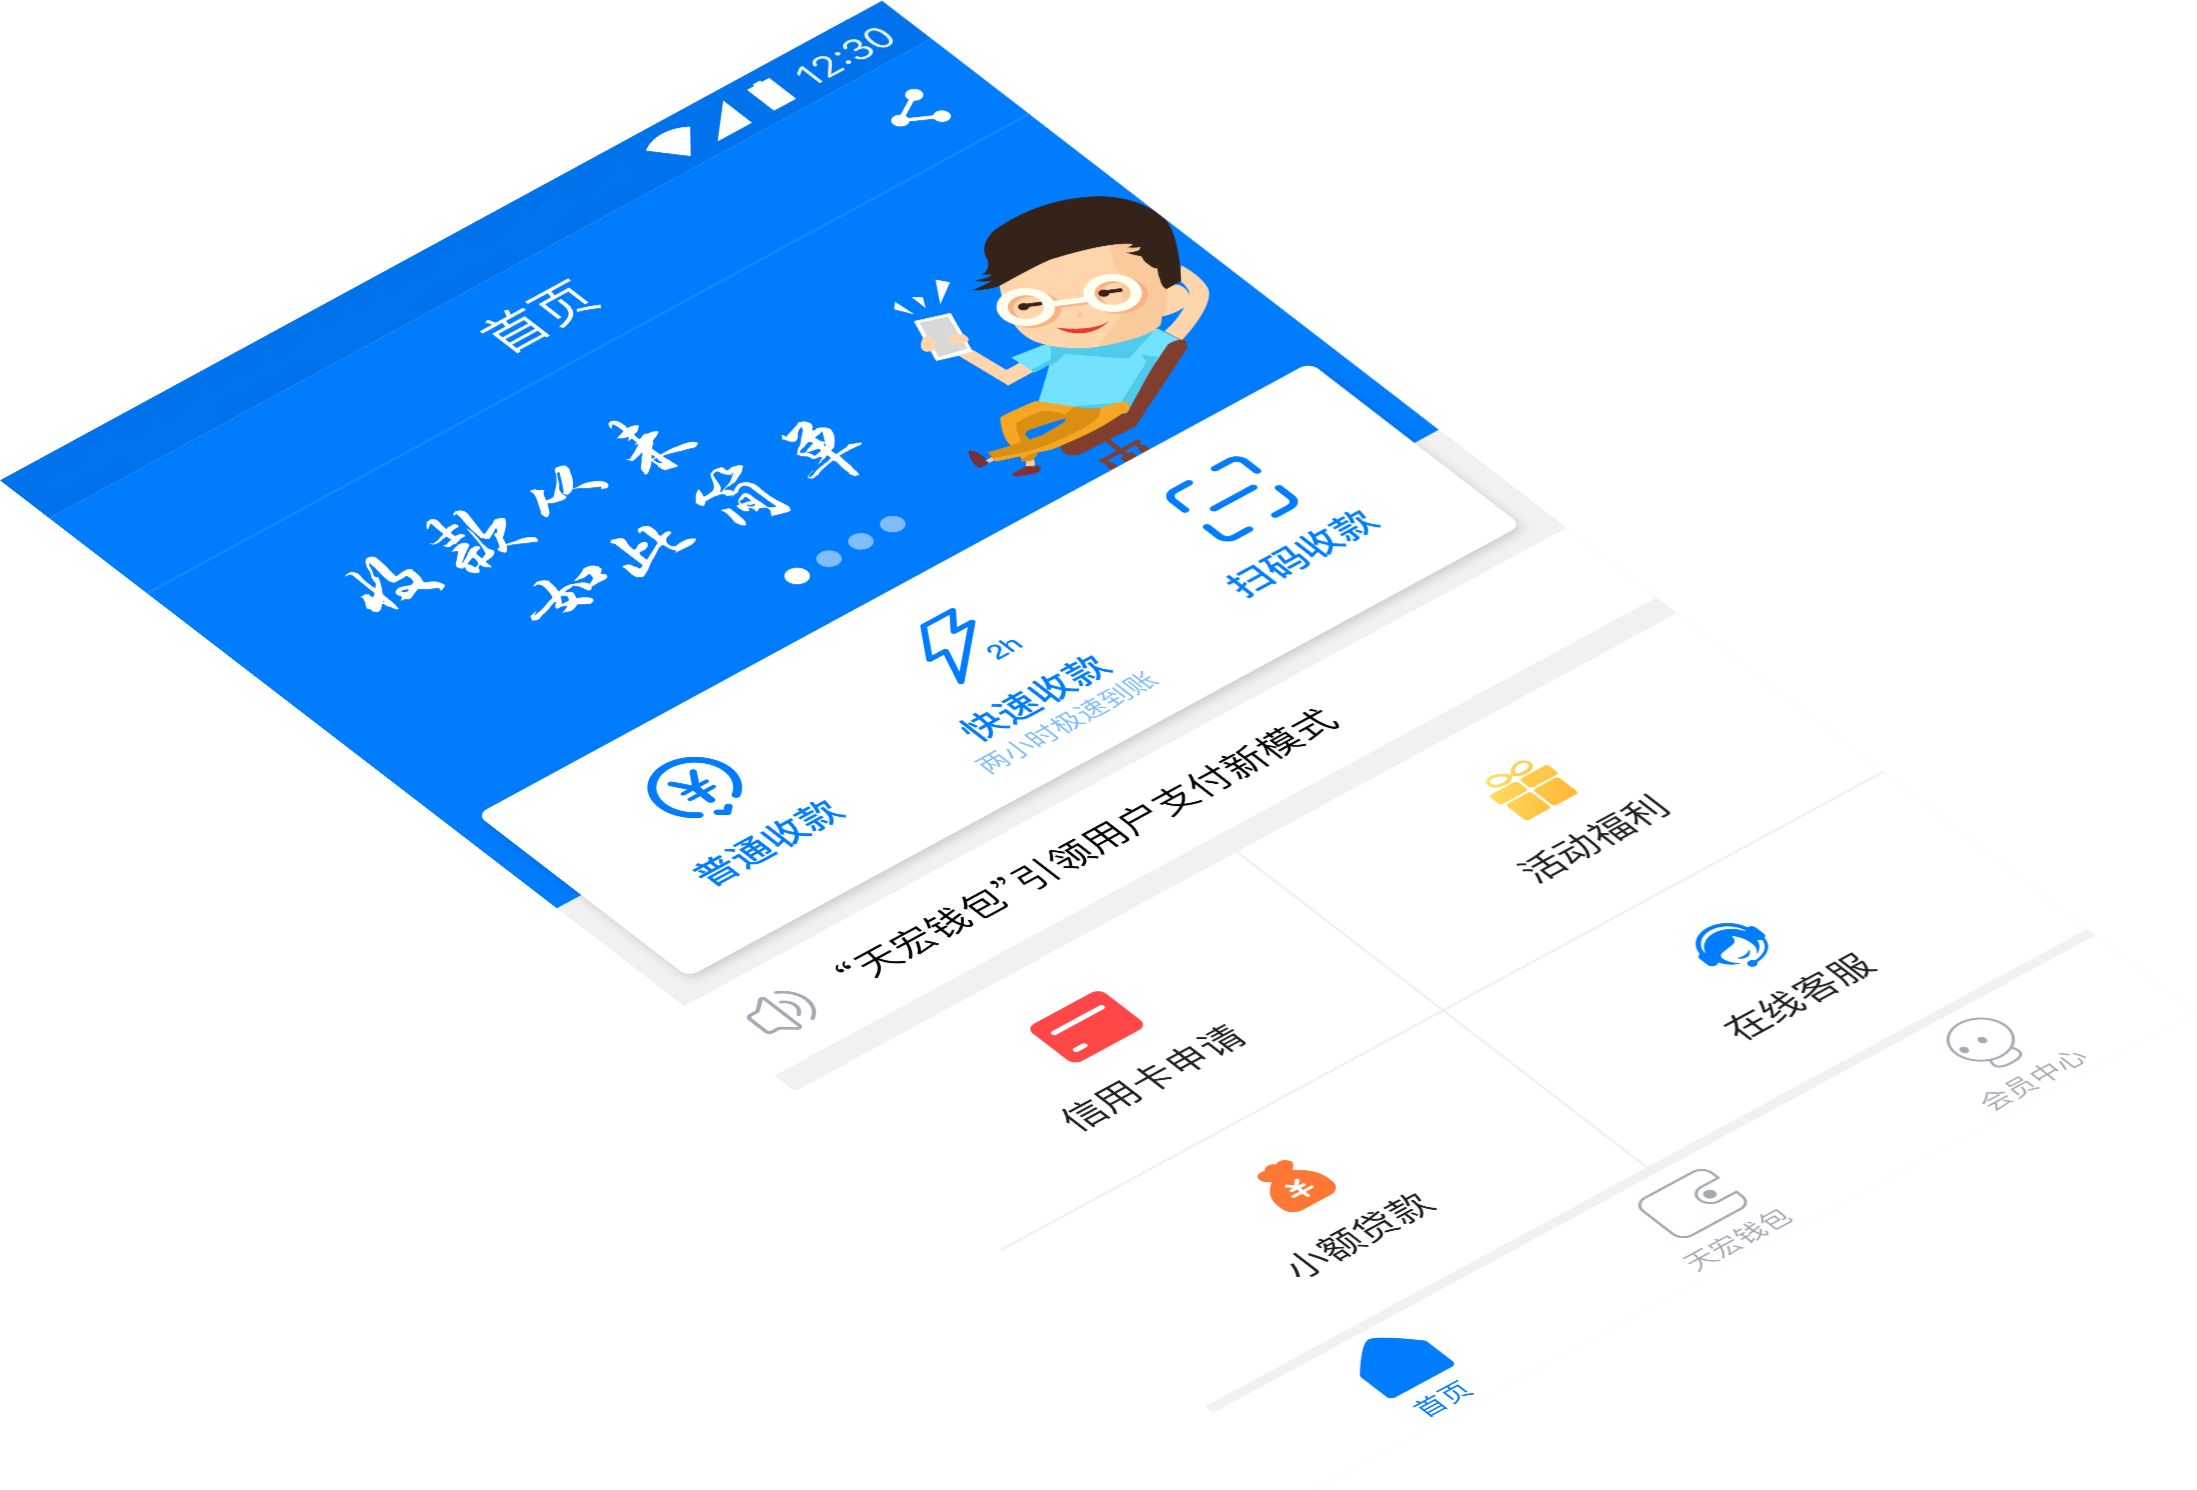 12:30
首页
收款从未
如此简单
普通收款
2h
快速收款
两小时极速到账
扫码收款
“天宏钱包”引领用户支付新模式
信用卡申请
活动福利
小额贷款
在线客服
首页
天宏钱包
会员中心